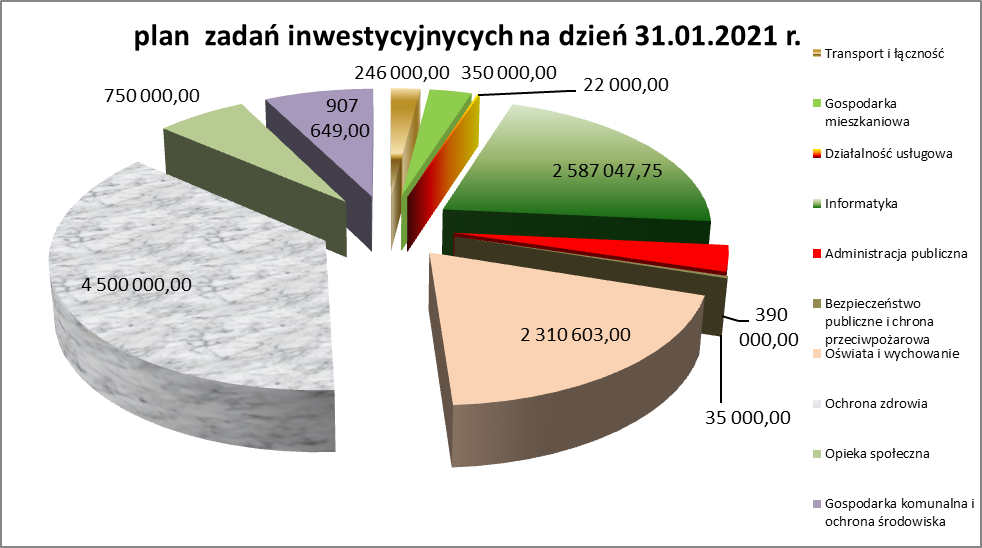 plan  zadań inwestycyjnycych na dzień 31.01.2021 r.
246 000,00
350 000,00
22 000,00
750 000,00
907
649,00
2 587 047,75
4 500 000,00
2 310 603,00
390
000,00
35 000,00
Transport i łączność
Gospodarka
mieszkaniowa
Działalność usługowa
Informatyka
Administracja publiczna
Bezpieczeństwo
publiczne i chrona
przeciwpożarowa
Oświata i wychowanie
Ochrona zdrowia
Opieka społeczna
Gospodarka komunalna i
ochrona środowiska